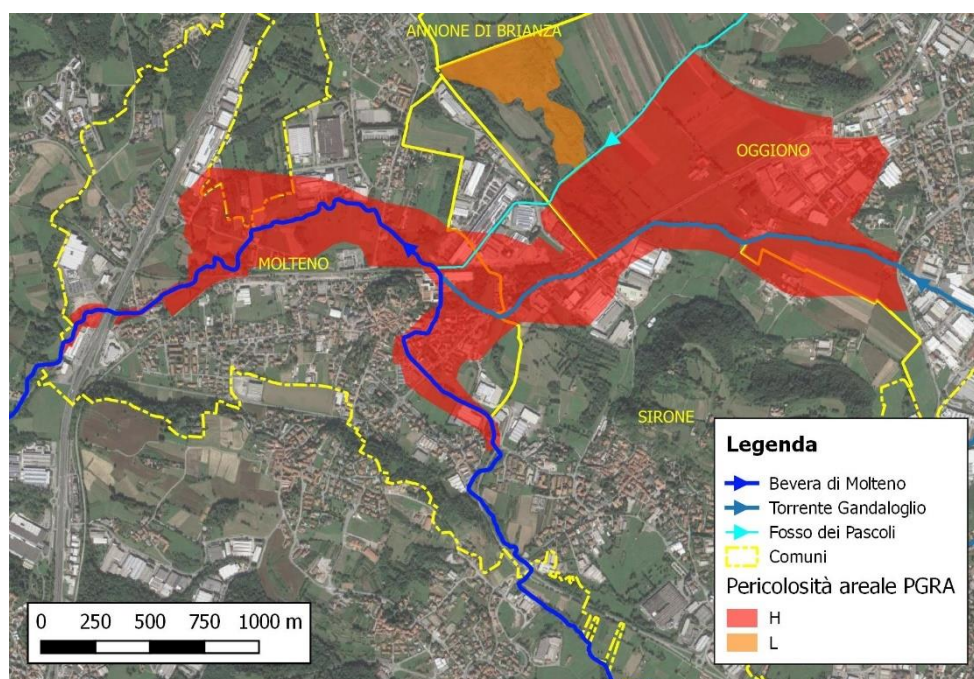 ANNONE DI BRIANZA
OGGIONO
MOLTENO
SIRONE
Legenda
Bevera di Molteno
Torrente Gandaloglio
Fosso dei Pascoli
Comuni
Pericolosità areale PGRA
H
L
0 250 500 750 1000 m